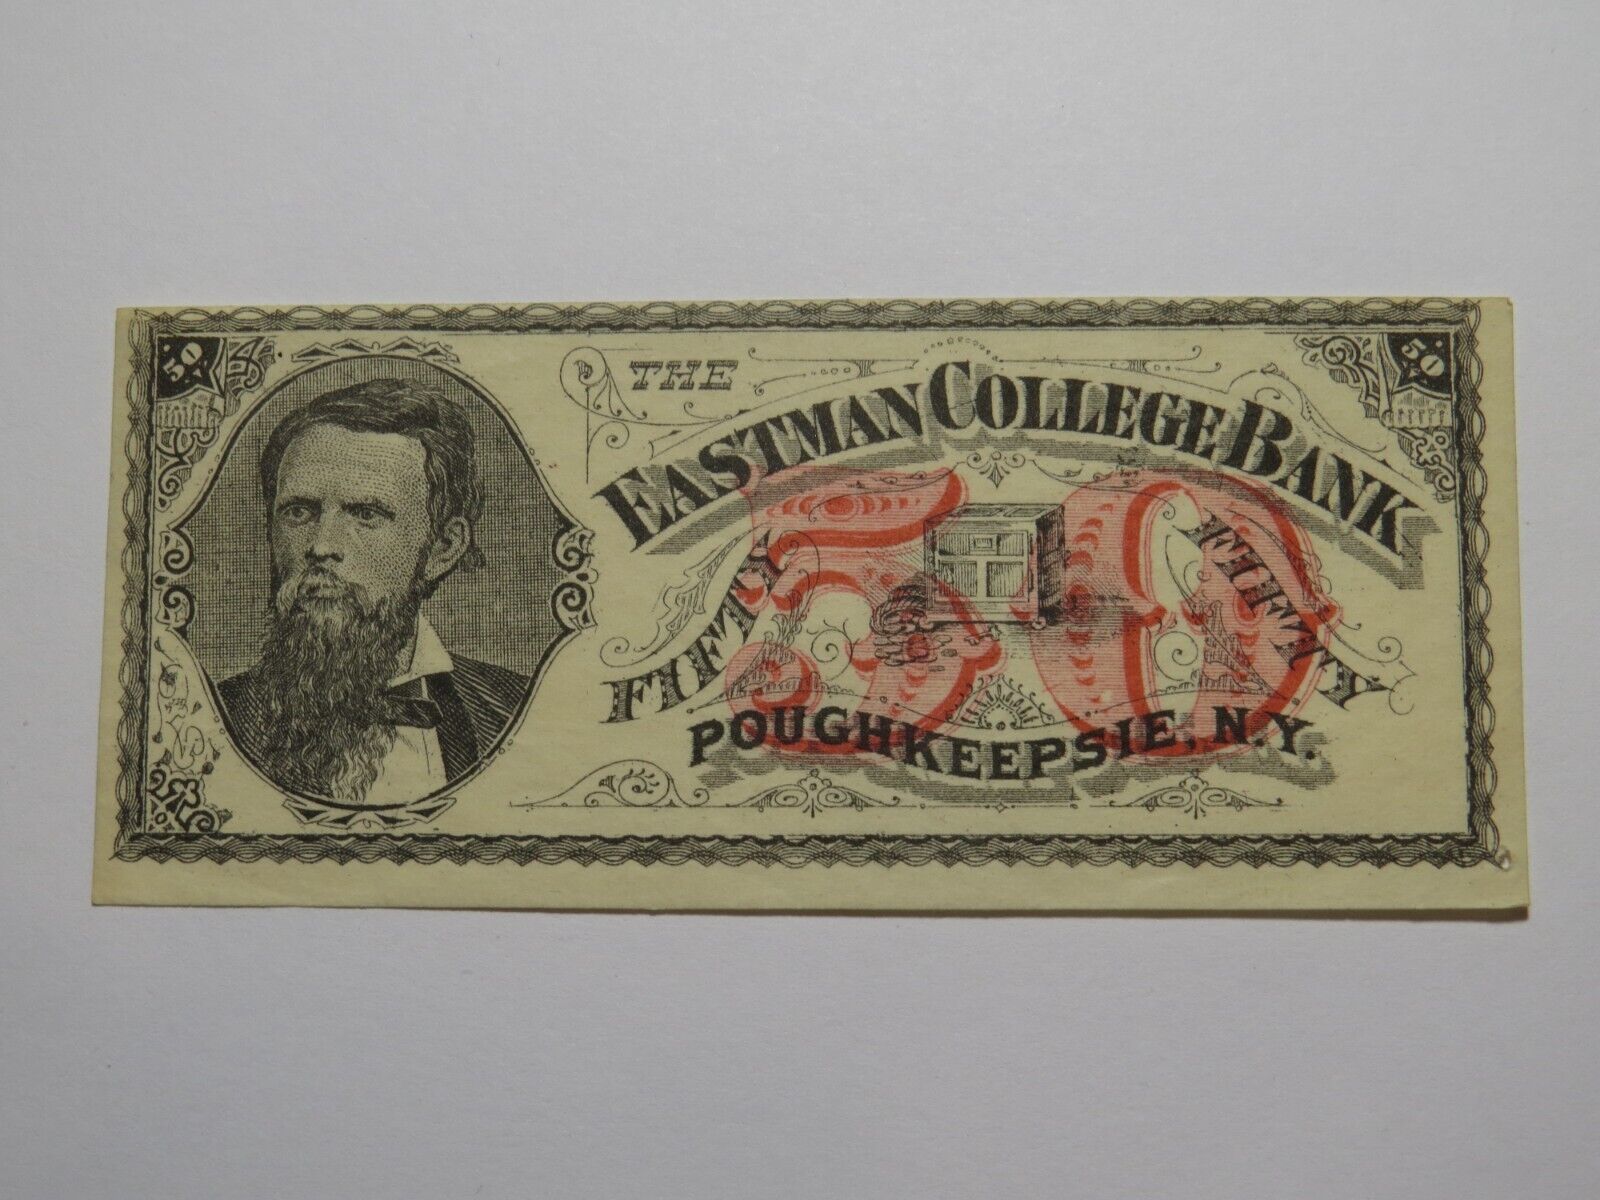 50
50
THE
EASTMAN COLLEGE BANK
50
FIFTY
FIFTY
POUGHKEEPSIE, N.Y.